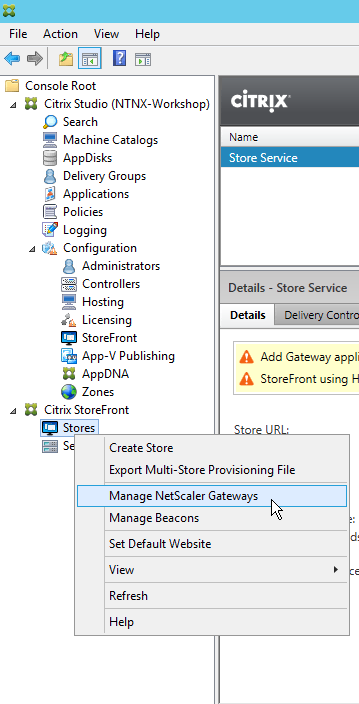 File Action View Help
Console Root
Citrix Studio (NTNX-Workshop)
Search
Machine Catalogs
AppDisks
Delivery Groups
Applications
Policies
Logging
Configuration
Administrators
Controllers
Hosting
Licensing
StoreFront
App-V Publishing
AppDNA
Zones
Citrix StoreFront
Stores
Se
Create Store
Export Multi-Store Provisioning File
Manage NetScaler Gateways
Manage Beacons
Set Default Website
View
Refresh
Help
CITRIX
Name
Store Service
Details - Store Service
Details Delivery Contro
Add Gateway appli
StoreFront using H
Store URL: